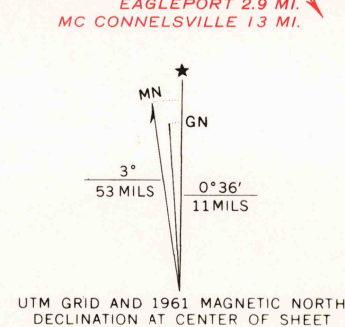 EAGLEPORT 2.9 MI.
MC CONNELSVILLE 13 MI.
MN
GN
3°
53 MILS
0°36′
11 MILS
UTM GRID AND 1961 MAGNETIC NORTH
DECLINATION AT CENTER OF SHEET